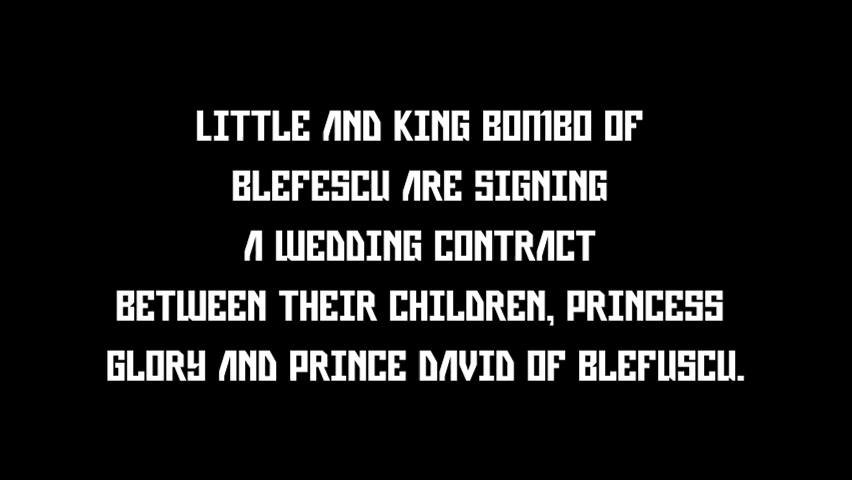 LITTLE AND KING BOMBO OF
BLEFESCU ARE SIGNING
A WEDDING CONTRACT
BETWEEN THEIR CHILDREN, PRINCESS
GLORY AND PRINCE DAVID OF BLEFUSCU.